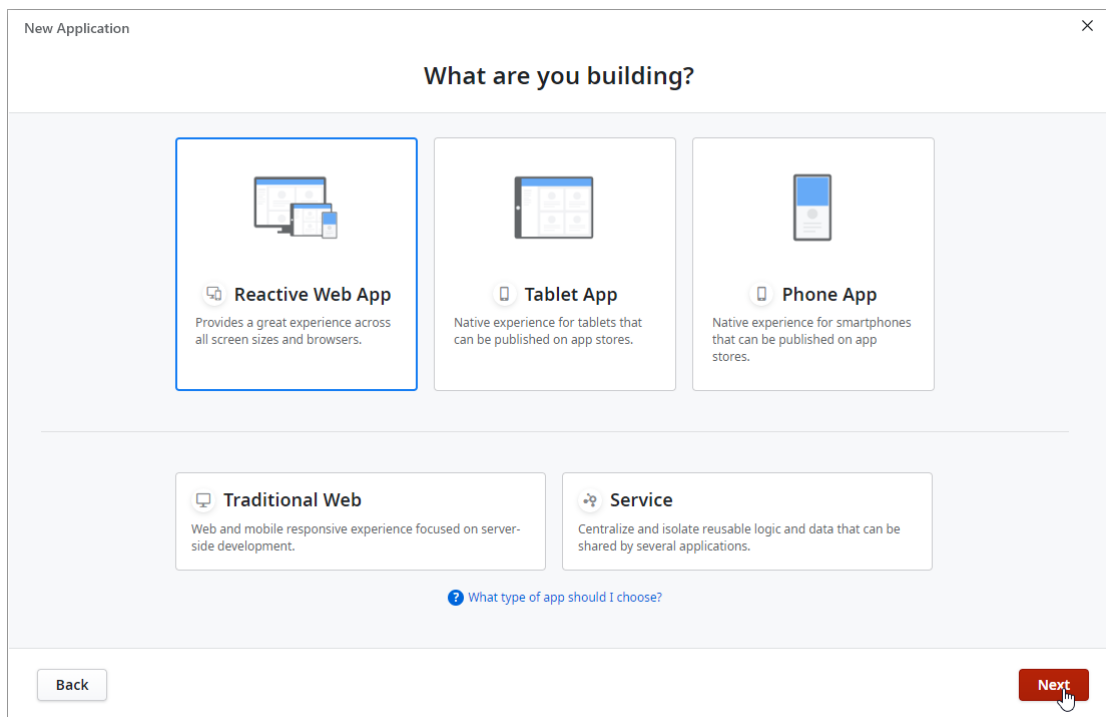 New Application
What are you building?
Reactive Web App
Provides a great experience across
all screen sizes and browsers.
Tablet App
Native experience for tablets that
can be published on app stores.
Phone App
Native experience for smartphones
that can be published on app
stores.
Traditional Web
Web and mobile responsive experience focused on server-
side development.
Service
Centralize and isolate reusable logic and data that can be
shared by several applications.
? What type of app should I choose?
Back
Next